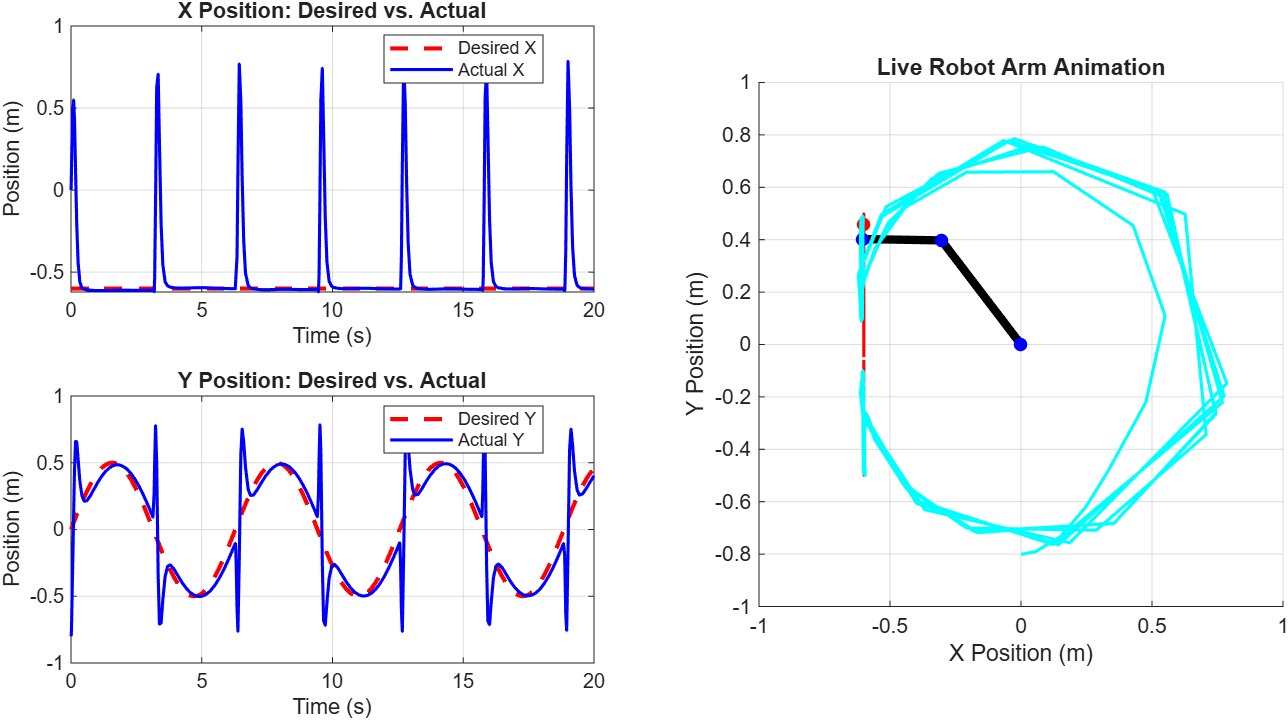 X Position: Desired vs. Actual
Position (m)
1
0.5
0
-0.5
Desired X
Actual X
0 5 10 15 20
Time (s)
Y Position: Desired vs. Actual
Position (m)
1
0.5
0
-0.5
-1
Desired Y
Actual Y
0 5 10 15 20
Time (s)
Live Robot Arm Animation
Y Position (m)
1
0.8
0.6
0.4
0.2
0
-0.2
-0.4
-0.6
-0.8
-1
-1 -0.5 0 0.5 1
X Position (m)